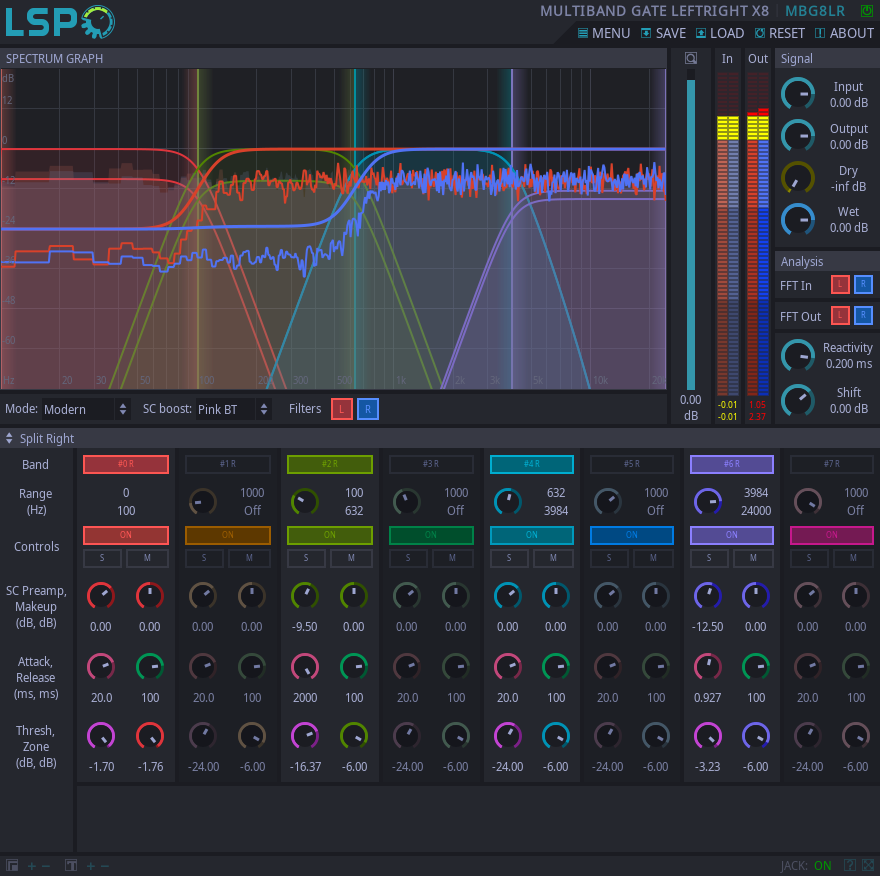 LSP
MULTIBAND GATE LEFTRIGHT X8 MBG8LR
MENU SAVE LOAD RESET ABOUT
SPECTRUM GRAPH
In Out
Signal
dB
12
0
-12
-24
-48
-60
Hz 20 30 50 100 200 300 500 1k 2k 3k 5k 10k 20k
0.00
dB
-0.01 1.05
-0.01 2.37
Input
0.00 dB
Output
0.00 dB
Dry
-inf dB
Wet
0.00 dB
Analysis
FFT In L R
FFT Out L R
Reactivity
0.200 ms
Shift
0.00 dB
Mode: Modern SC boost: Pink BT Filters L R
Split Right
Band #0 R #1 R #2 R #3 R #4 R #5 R #6 R #7 R
Range 0 1000 100 1000 632 1000 3984 1000
(Hz) 100 Off 632 Off 3984 Off 24000 Off
ON ON ON ON ON ON ON ON
Controls
S M S M S M S M S M S M S M S M
SC Preamp,
Makeup
(dB, dB) 0.00 0.00 0.00 0.00 -9.50 0.00 0.00 0.00 0.00 0.00 0.00 0.00 -12.50 0.00 0.00 0.00
Attack,
Release
(ms, ms) 20.0 100 20.0 100 2000 100 20.0 100 20.0 100 20.0 100 0.927 100 20.0 100
Thresh,
Zone
(dB, dB) -1.70 -1.76 -24.00 -6.00 -16.37 -6.00 -24.00 -6.00 -24.00 -6.00 -24.00 -6.00 -3.23 -6.00 -24.00 -6.00
JACK: ON